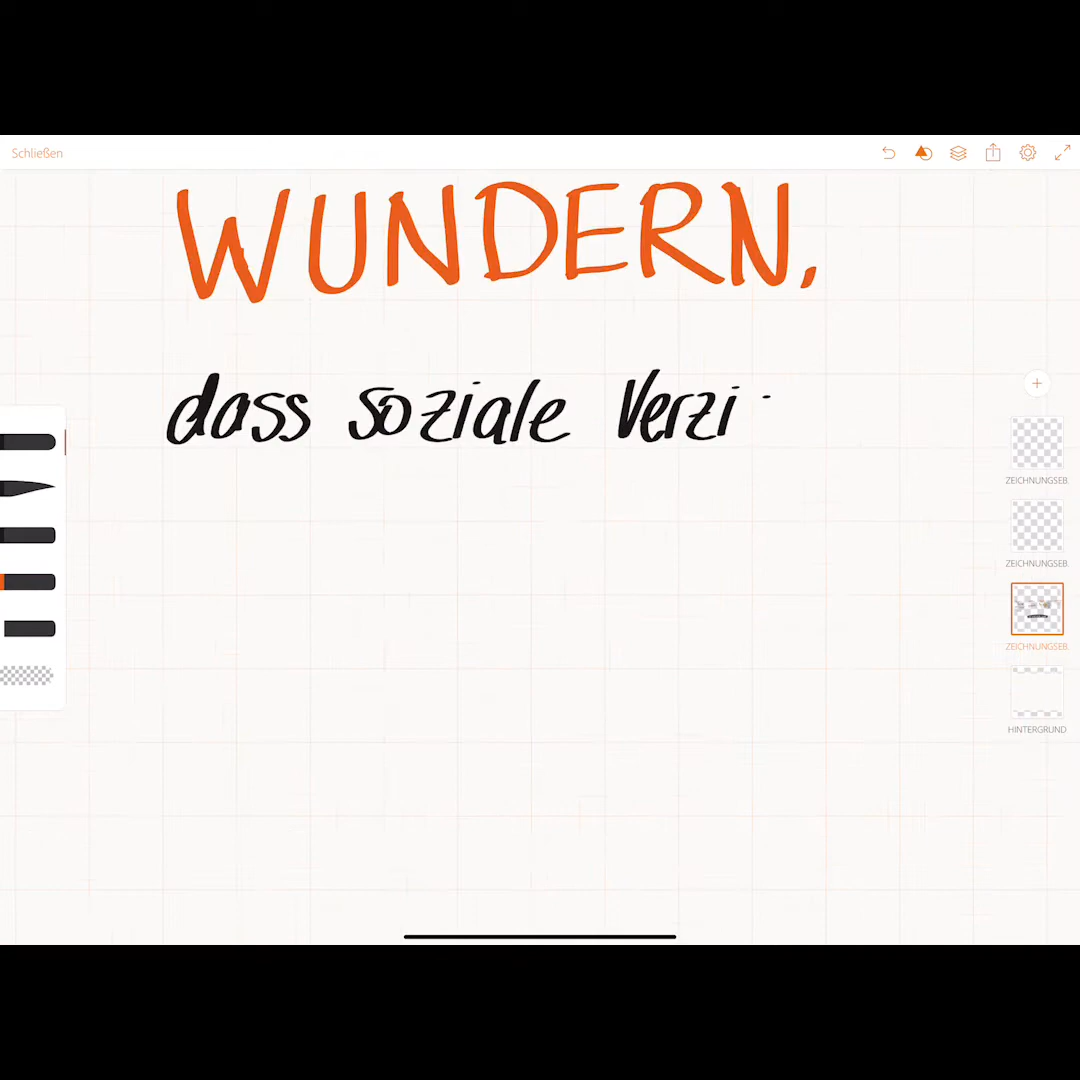 Schließen
WUNDERN,
dass soziale Verzi
ZEICHNUNGSEB.
ZEICHNUNGSEB.
ZEICHNUNGSEB.
HINTERGRUND